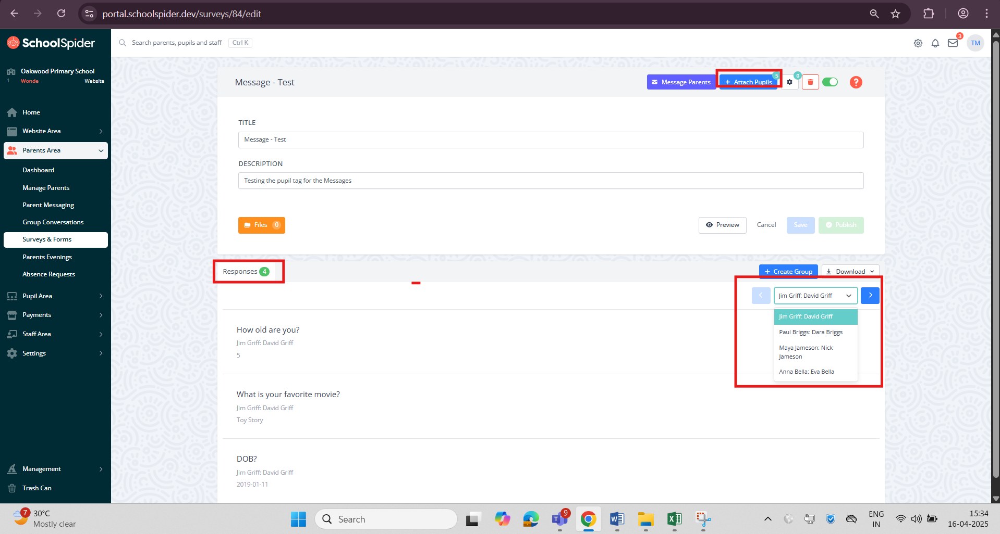 portal.schoolspider.dev/surveys/84/edit
SchoolSpider
Search parents, pupils and staff Ctrl K
3
TM
Oakwood Primary School
1 Wonde Website
Home
Website Area
Parents Area
Dashboard
Manage Parents
Parent Messaging
Group Conversations
Surveys & Forms
Parents Evenings
Absence Requests
Pupil Area
Payments
Staff Area
Settings
Management
Trash Can
Message - Test
Message Parents
+ Attach Pupils 5
0
?
TITLE
Message - Test
DESCRIPTION
Testing the pupil tag for the Messages
Files 0
Preview Cancel Save Publish
Responses 4
+ Create Group Download
Jim Griff: David Griff
Jim Griff: David Griff
Paul Briggs: Dara Briggs
Maya Jameson: Nick
Jameson
Anna Bella: Eva Bella
How old are you?
Jim Griff: David Griff
5
What is your favorite movie?
Jim Griff: David Griff
Toy Story
DOB?
Jim Griff: David Griff
2019-01-11
7
30°C
Mostly clear
Search
9
ENG
IN
15:34
16-04-2025